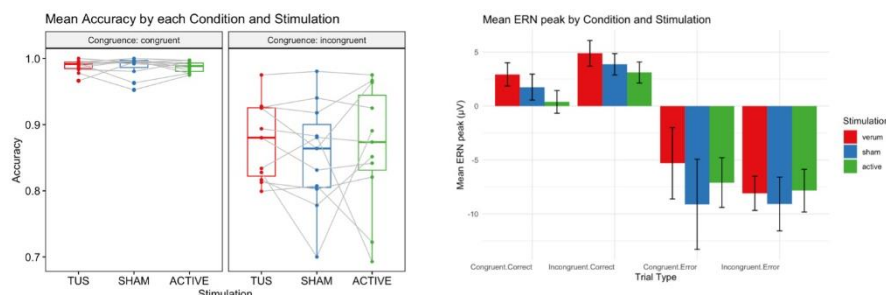 Mean Accuracy by each Condition and Stimulation
Congruence: congruent
Congruence: incongruent
1.0
0.9
0.8
0.7
Accuracy
TUS
SHAM
ACTIVE
TUS
SHAM
ACTIVE
Stimulation
Mean ERN peak by Condition and Stimulation
5
0
-5
-10
Mean ERN peak (μV)
Congruent.Correct
Incongruent.Correct
Congruent.Error
Incongruent.Error
Trial Type
Stimulation
verum
sham
active